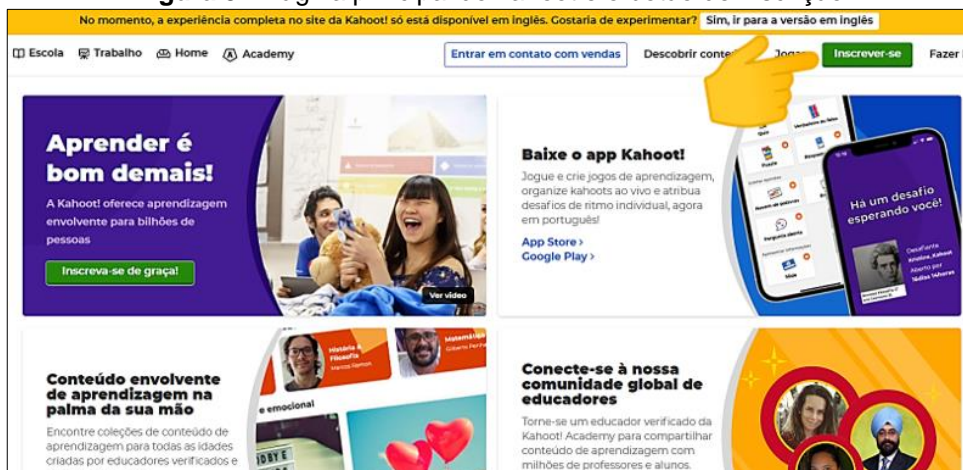 No momento, a experiência completa no site da Kahoot! só está disponível em inglês. Gostaria de experimentar? Sim, ir para a versão em inglês
Escola Trabalho Home Academy Entrar em contato com vendas Descobrir Inscrever-se Fazer
Aprender é
bom demais!
A Kahoot! oferece aprendizagem
envolvente para bilhões de
pessoas
Inscreva-se de graça!
Ver vídeo
Baixe o app Kahoot!
Jogue e crie jogos de aprendizagem,
organize kahoots ao vivo e atribua
desafios de ritmo individual, agora
em português!
App Store >
Google Play >
Há um desafio
esperando você!
Conteúdo envolvente
de aprendizagem na
palma da sua mão
Encontre coleções de conteúdo de
aprendizagem para todas as idades
criadas por educadores verificados e
História &
Filosofia
Matemática
e emocional
Conecte-se à nossa
comunidade global de
educadores
Torne-se um educador verificado da
Kahoot! Academy para compartilhar
conteúdo de aprendizagem com
milhões de professores e alunos.